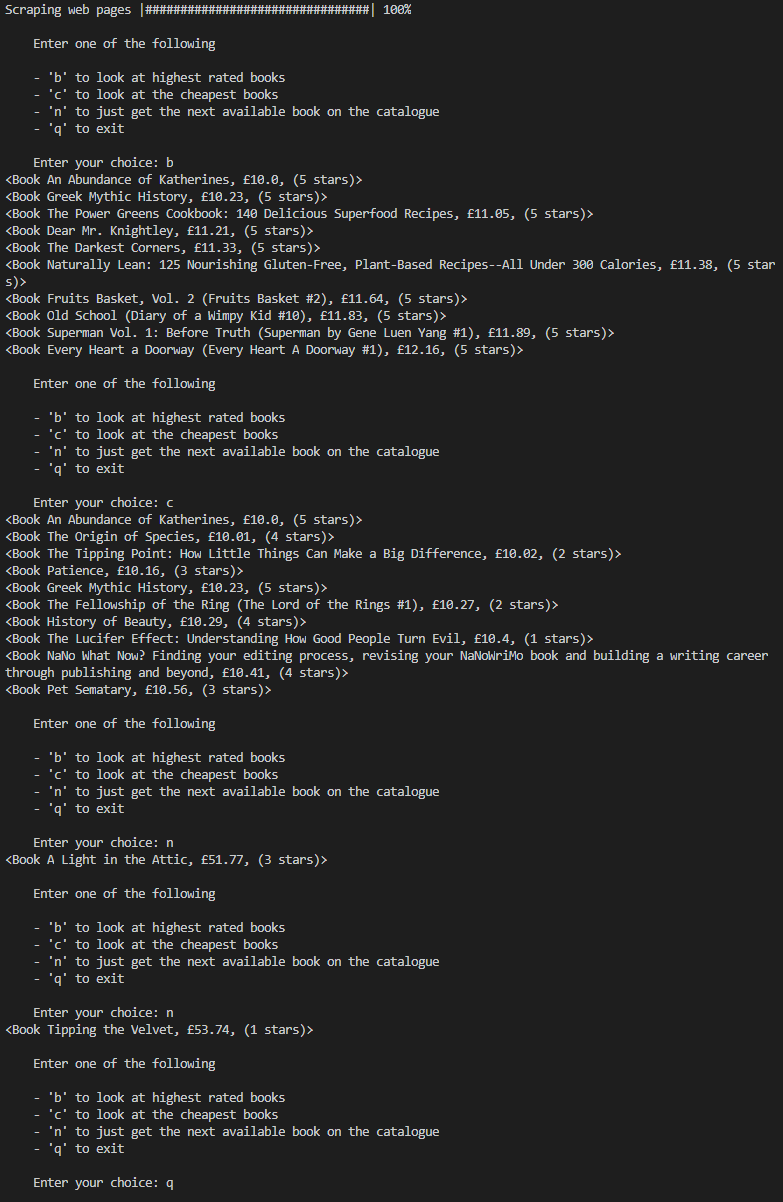 Scraping web pages |################################| 100%
Enter one of the following
- 'b' to look at highest rated books
- 'c' to look at the cheapest books
- 'n' to just get the next available book on the catalogue
- 'q' to exit
Enter your choice: b
<Book An Abundance of Katherines, £10.0, (5 stars)>
<Book Greek Mythic History, £10.23, (5 stars)>
<Book The Power Greens Cookbook: 140 Delicious Superfood Recipes, £11.05, (5 stars)>
<Book Dear Mr. Knightley, £11.21, (5 stars)>
<Book The Darkest Corners, £11.33, (5 stars)>
<Book Naturally Lean: 125 Nourishing Gluten-Free, Plant-Based Recipes--All Under 300 Calories, £11.38, (5 star
s)>
<Book Fruits Basket, Vol. 2 (Fruits Basket #2), £11.64, (5 stars)>
<Book Old School (Diary of a Wimpy Kid #10), £11.83, (5 stars)>
<Book Superman Vol. 1: Before Truth (Superman by Gene Luen Yang #1), £11.89, (5 stars)>
<Book Every Heart a Doorway (Every Heart A Doorway #1), £12.16, (5 stars)>
Enter one of the following
- 'b' to look at highest rated books
- 'c' to look at the cheapest books
- 'n' to just get the next available book on the catalogue
- 'q' to exit
Enter your choice: c
<Book An Abundance of Katherines, £10.0, (5 stars)>
<Book The Origin of Species, £10.01, (4 stars)>
<Book The Tipping Point: How Little Things Can Make a Big Difference, £10.02, (2 stars)>
<Book Patience, £10.16, (3 stars)>
<Book Greek Mythic History, £10.23, (5 stars)>
<Book The Fellowship of the Ring (The Lord of the Rings #1), £10.27, (2 stars)>
<Book History of Beauty, £10.29, (4 stars)>
<Book The Lucifer Effect: Understanding How Good People Turn Evil, £10.4, (1 stars)>
<Book NaNo What Now? Finding your editing process, revising your NaNoWriMo book and building a writing career
through publishing and beyond, £10.41, (4 stars)>
<Book Pet Sematary, £10.56, (3 stars)>
Enter one of the following
- 'b' to look at highest rated books
- 'c' to look at the cheapest books
- 'n' to just get the next available book on the catalogue
- 'q' to exit
Enter your choice: n
<Book A Light in the Attic, £51.77, (3 stars)>
Enter one of the following
- 'b' to look at highest rated books
- 'c' to look at the cheapest books
- 'n' to just get the next available book on the catalogue
- 'q' to exit
Enter your choice: n
<Book Tipping the Velvet, £53.74, (1 stars)>
Enter one of the following
- 'b' to look at highest rated books
- 'c' to look at the cheapest books
- 'n' to just get the next available book on the catalogue
- 'q' to exit
Enter your choice: q